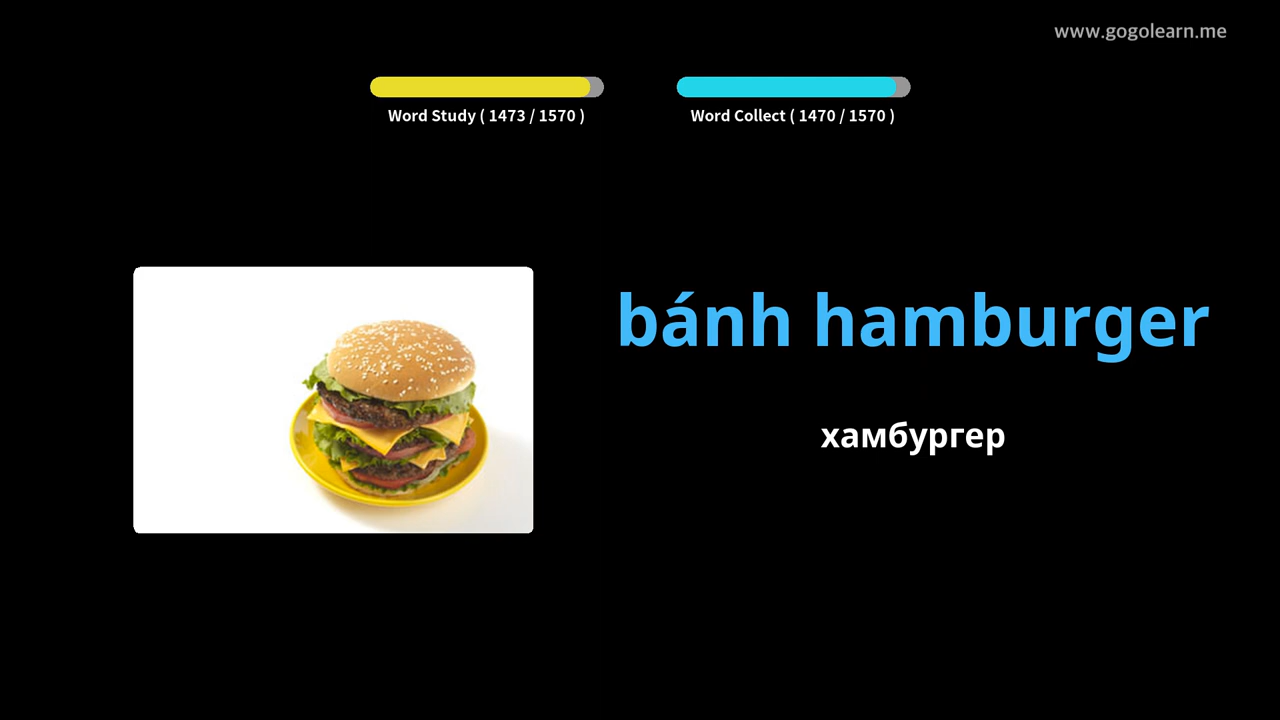 www.gogolearn.me
Word Study ( 1473 / 1570 )
Word Collect ( 1470 / 1570 )
bánh hamburger
хамбургер